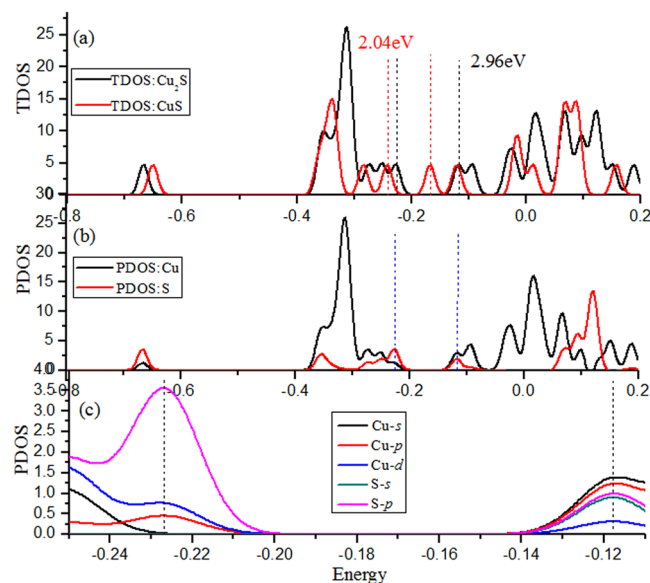 (a)
2.04eV
2.96eV
TDOS:Cu₂S
TDOS:CuS
TDOS
25
20
15
10
5
0
-0.8 -0.6 -0.4 -0.2 0.0 0.2
(b)
PDOS:Cu
PDOS:S
PDOS
30
25
20
15
10
5
0
-0.8 -0.6 -0.4 -0.2 0.0 0.2
(c)
Cu-s
Cu-p
Cu-d
S-s
S-p
PDOS
4.0
3.5
3.0
2.5
2.0
1.5
1.0
0.5
0.0
-0.24 -0.22 -0.20 -0.18 -0.16 -0.14 -0.12
Energy